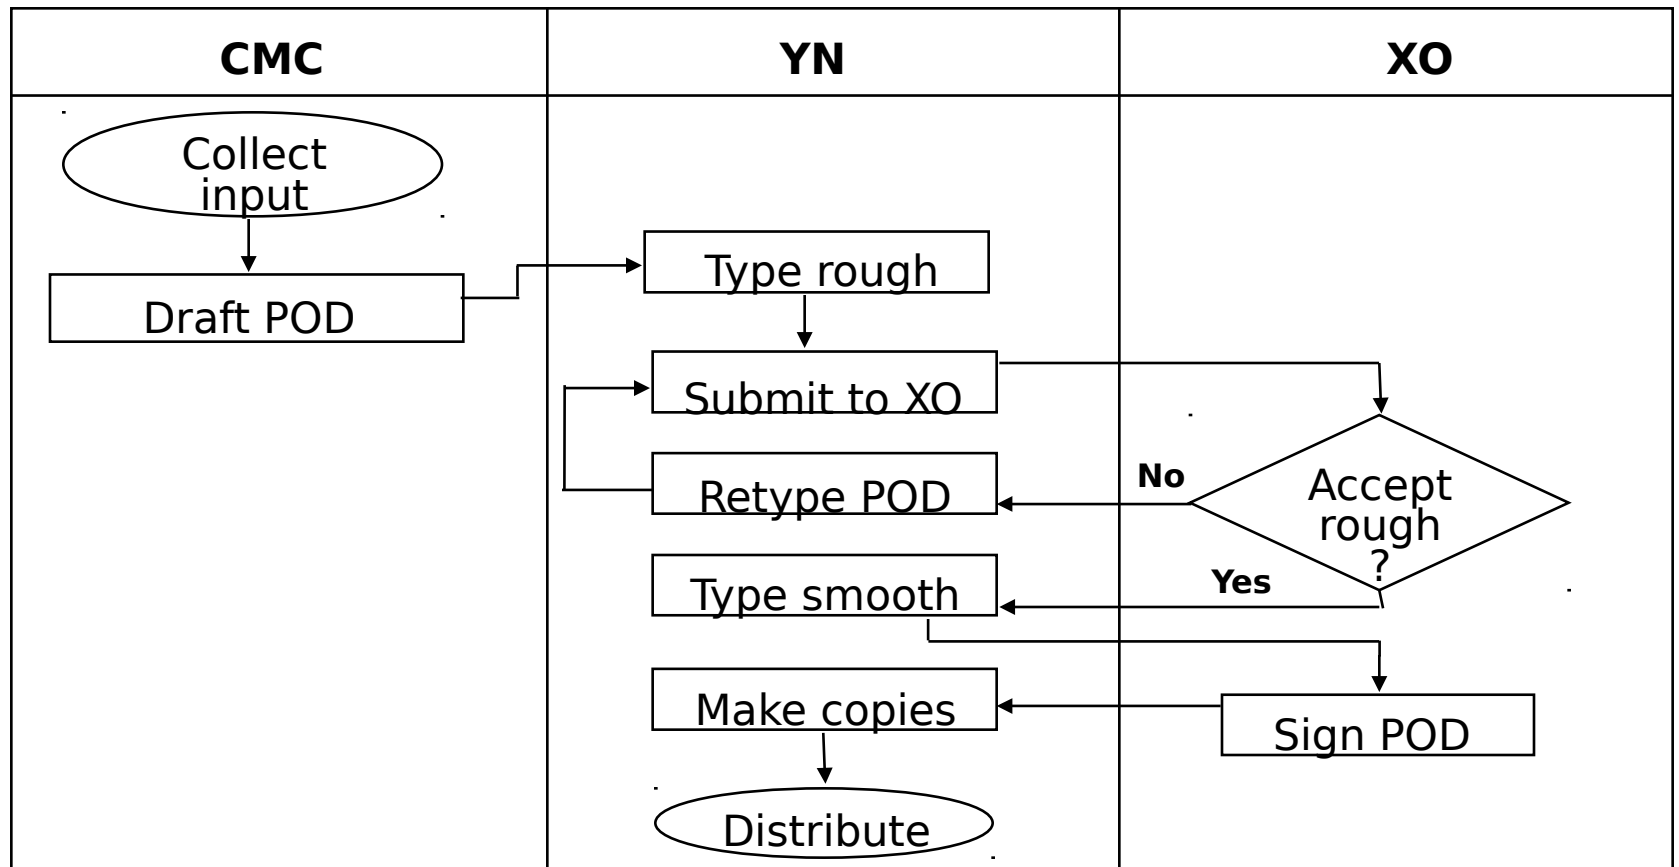 CMC
YN
XO
Collect
input
Type rough
Draft POD
Submit to XO
No
Accept
rough
?
Retype POD
Yes
Type smooth
Make copies
Sign POD
Distribute